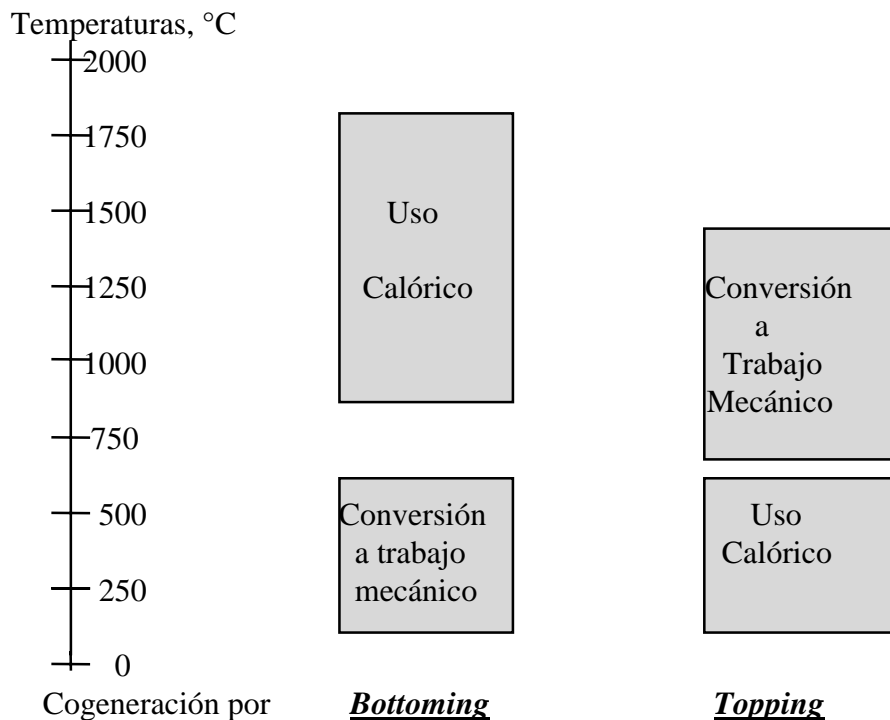 Temperaturas, °C
2000
1750
1500
1250
1000
750
500
250
0
Uso
Calórico
Conversión
a trabajo
mecánico
Conversión
a
Trabajo
Mecánico
Uso
Calórico
Cogeneración por Bottoming Topping